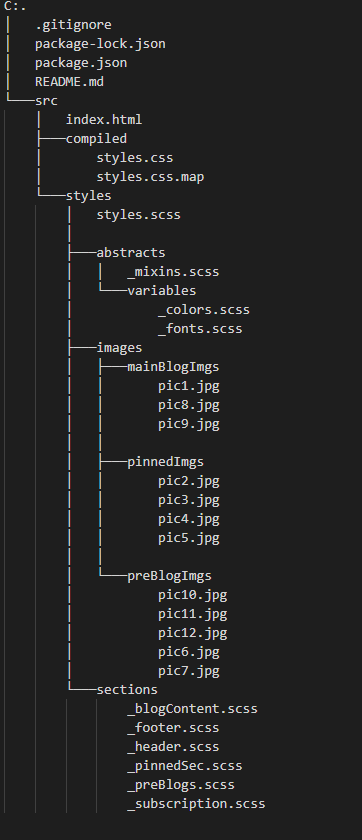 C:.
│   .gitignore
│   package-lock.json
│   package.json
│   README.md
└───src
    │   index.html
    ├───compiled
    │       styles.css
    │       styles.css.map
    └───styles
        │   styles.scss
        │
        ├───abstracts
        │   │   _mixins.scss
        │   └───variables
        │           _colors.scss
        │           _fonts.scss
        ├───images
        │   ├───mainBlogImgs
        │   │       pic1.jpg
        │   │       pic8.jpg
        │   │       pic9.jpg
        │   │
        │   ├───pinnedImgs
        │   │       pic2.jpg
        │   │       pic3.jpg
        │   │       pic4.jpg
        │   │       pic5.jpg
        │   │
        │   └───preBlogImgs
        │           pic10.jpg
        │           pic11.jpg
        │           pic12.jpg
        │           pic6.jpg
        │           pic7.jpg
        └───sections
                _blogContent.scss
                _footer.scss
                _header.scss
                _pinnedSec.scss
                _preBlogs.scss
                _subscription.scss